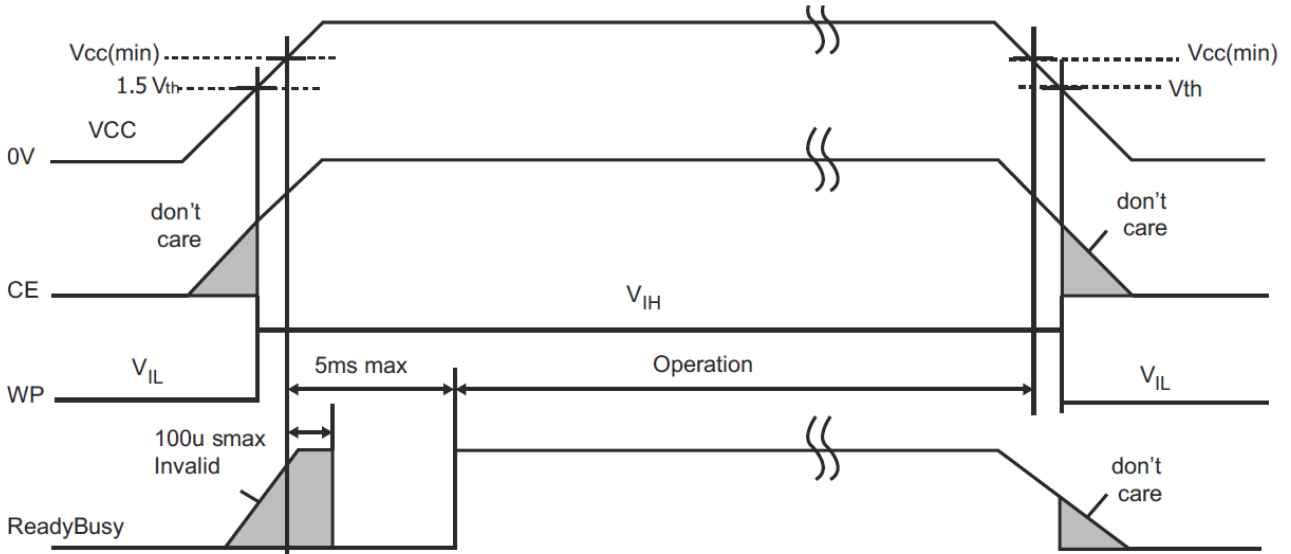 Vcc(min)
Vcc(min)
1.5 Vth
Vth
VCC
0V
don't
care
don't
care
CE
VIH
5ms max
Operation
VIL
VIL
WP
100u smax
Invalid
don't
care
ReadyBusy